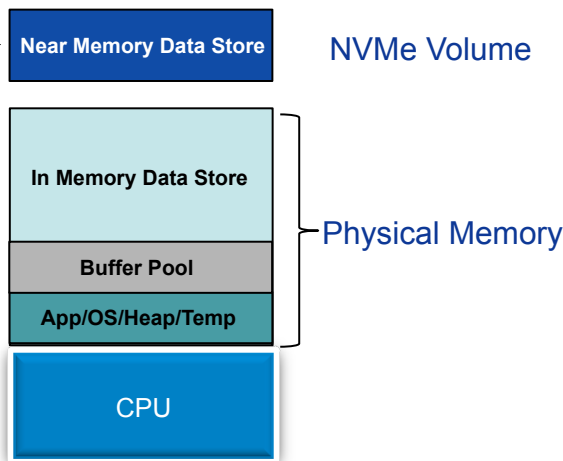 Near Memory Data Store
NVMe Volume
In Memory Data Store
Physical Memory
Buffer Pool
App/OS/Heap/Temp
CPU